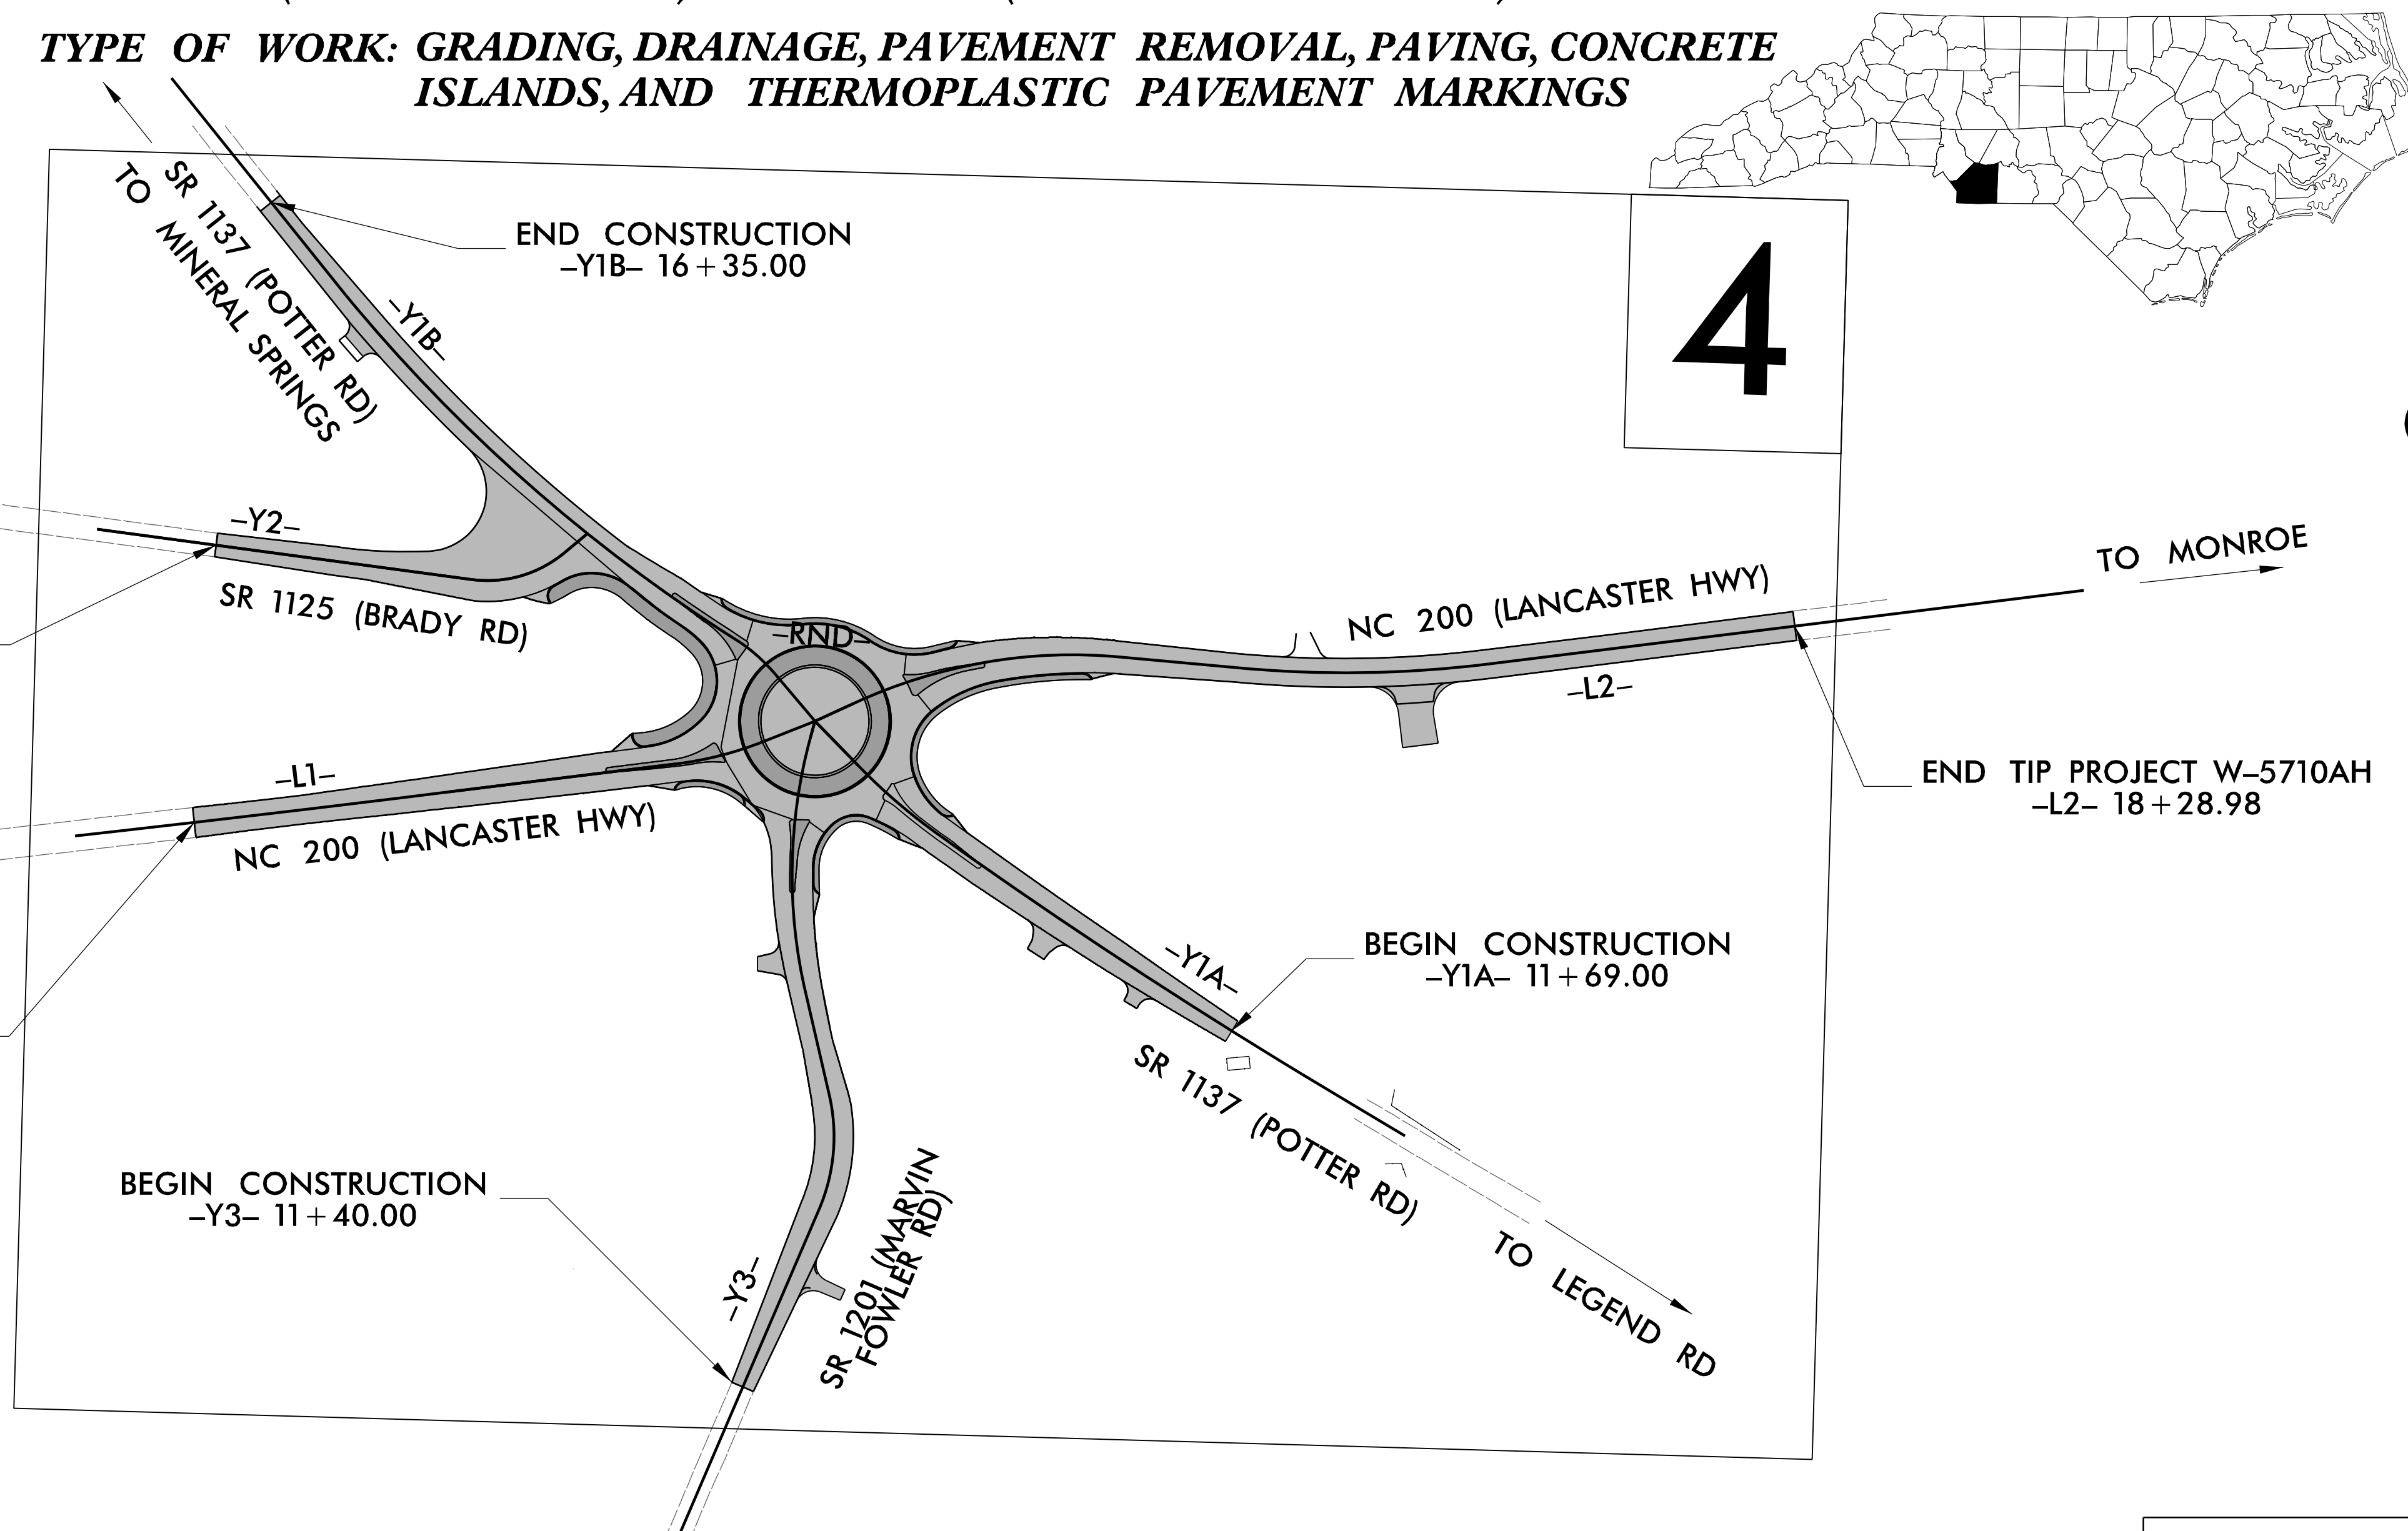 TYPE OF WORK: GRADING, DRAINAGE, PAVEMENT REMOVAL, PAVING, CONCRETE
ISLANDS, AND THERMOPLASTIC PAVEMENT MARKINGS
SR 1137 (POTTER RD)
TO MINERAL SPRINGS
END CONSTRUCTION
–Y1B– 16+35.00
4
–Y1B–
–Y2–
SR 1125 (BRADY RD)
–RND–
NC 200 (LANCASTER HWY)
TO MONROE
–L2–
END TIP PROJECT W–5710AH
–L2– 18+28.98
–L1–
NC 200 (LANCASTER HWY)
–Y1A–
BEGIN CONSTRUCTION
–Y1A– 11+69.00
SR 1137 (POTTER RD)
TO LEGEND RD
BEGIN CONSTRUCTION
–Y3– 11+40.00
–Y3–
SR 1201 (MARVIN
FOWLER RD)